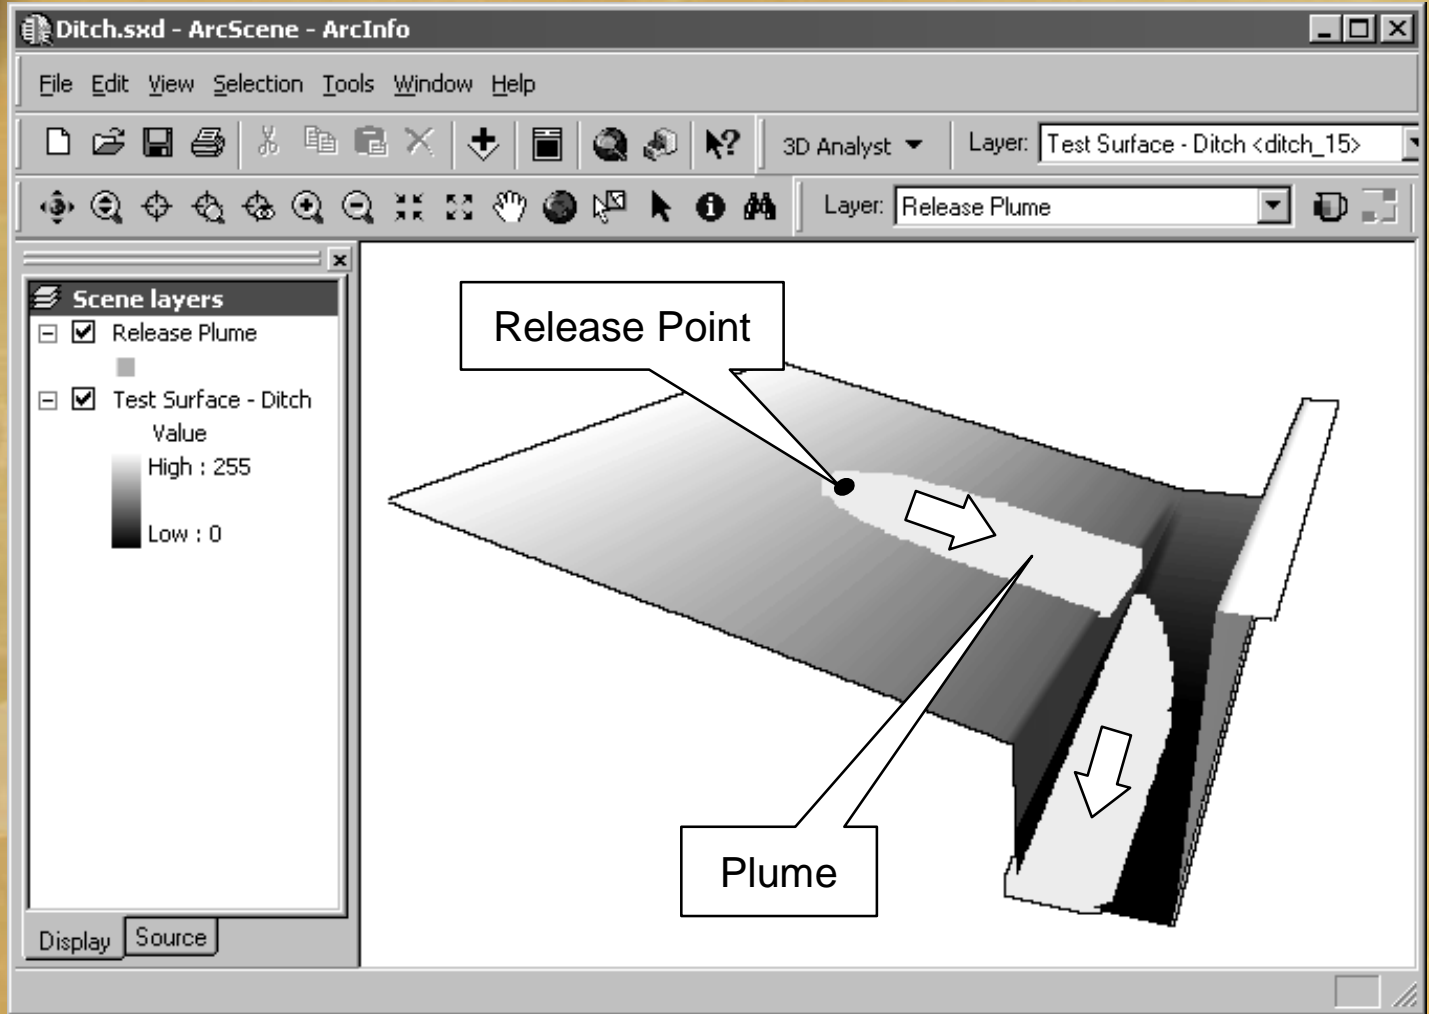 Ditch.sxd - ArcScene - ArcInfo
File Edit View Selection Tools Window Help
3D Analyst Layer: Test Surface - Ditch <ditch_15>
Layer: Release Plume
Scene layers
Release Plume
Test Surface - Ditch
Value
High : 255
Low : 0
Release Point
Plume
Display Source